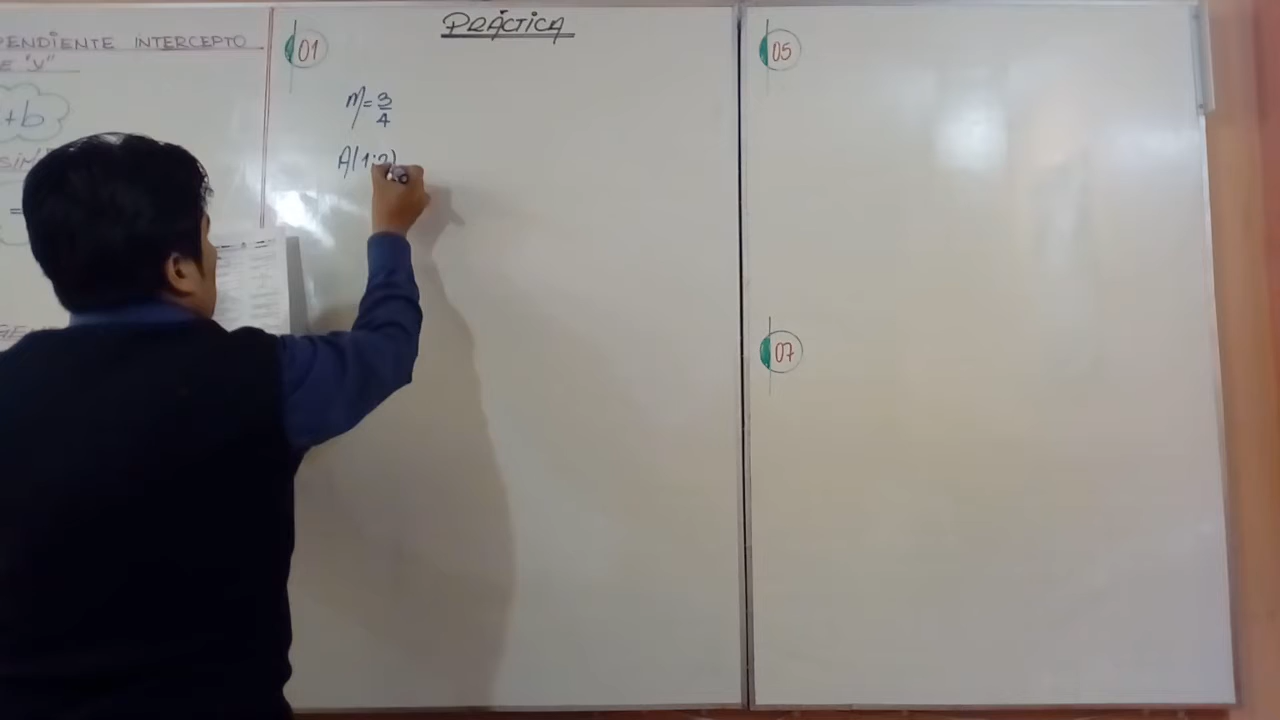 PENDIENTE INTERCEPTO
E "Y"
+b
=
PRÁCTICA
01
m=3/4
A(1;2)
05
07